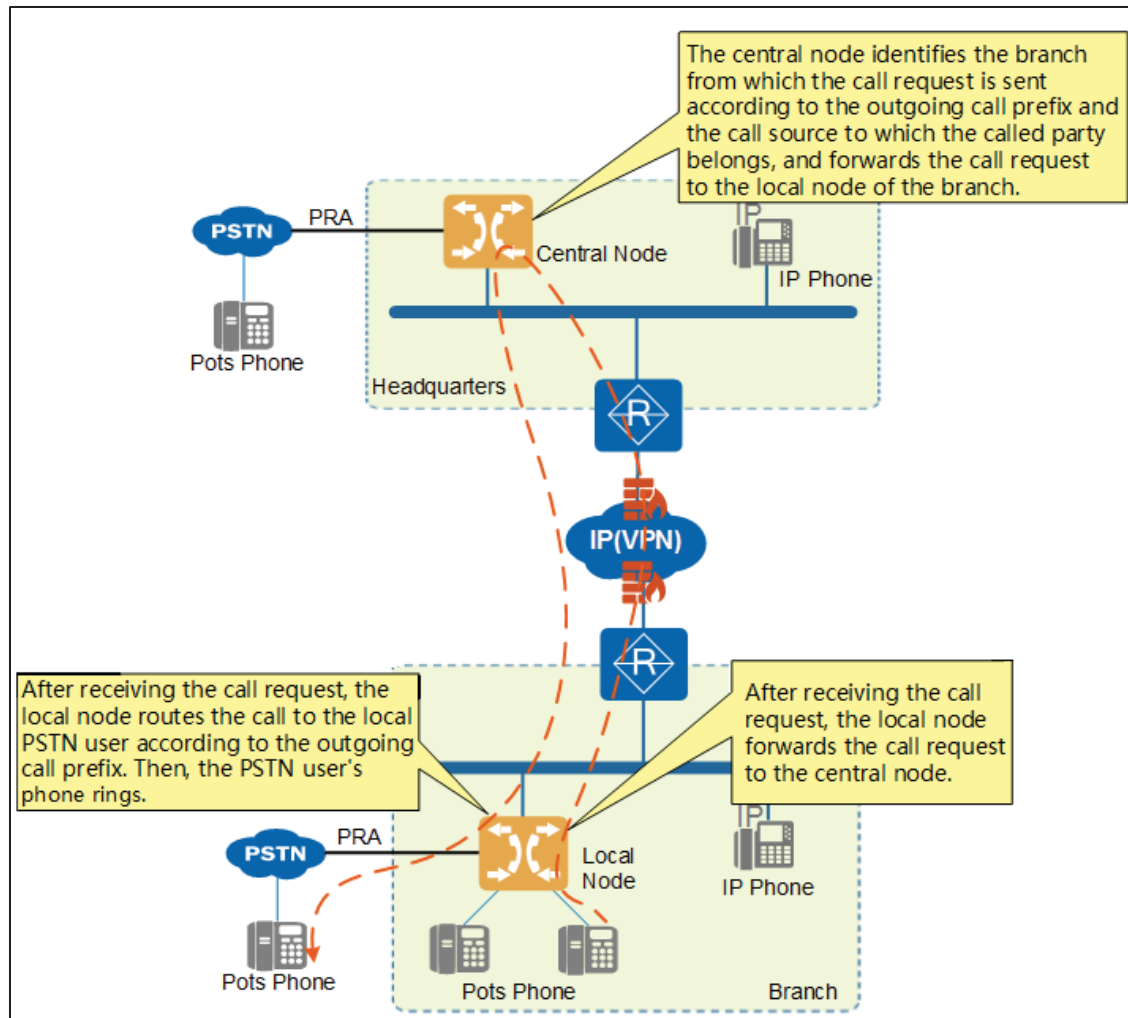 The central node identifies the branch
from which the call request is sent
according to the outgoing call prefix and
the call source to which the called party
belongs, and forwards the call request
to the local node of the branch.
PRA
PSTN
Central Node
IP
IP Phone
Pots Phone
Headquarters
R
IP(VPN)
R
After receiving the call request, the
local node routes the call to the local
PSTN user according to the outgoing
call prefix. Then, the PSTN user's
phone rings.
After receiving the call
request, the local node
forwards the call request
to the central node.
PRA
PSTN
Local
Node
IP
IP Phone
Pots Phone
Pots Phone
Branch